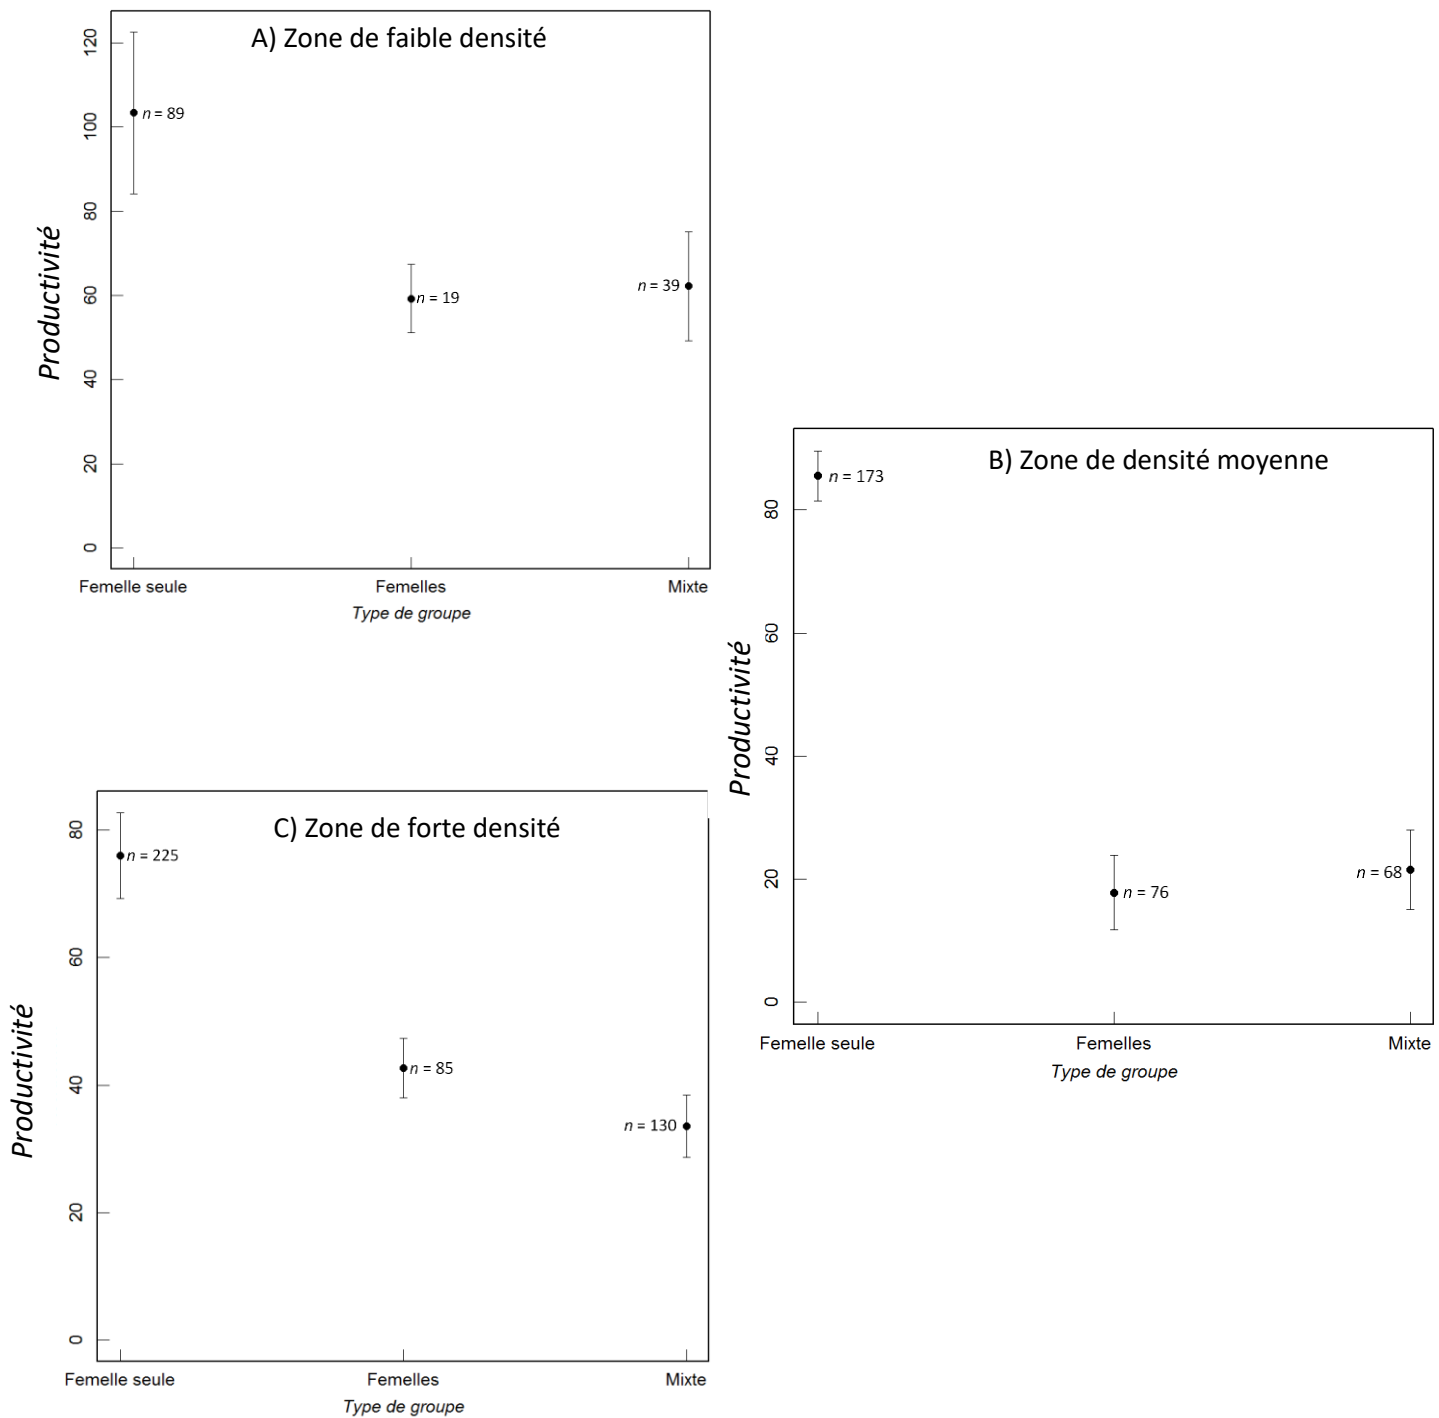 A) Zone de faible densité
Productivité
120
100
80
60
40
20
0
n = 89
n = 19
n = 39
Femelle seule
Femelles
Mixte
Type de groupe
B) Zone de densité moyenne
Productivité
80
60
40
20
0
n = 173
n = 76
n = 68
Femelle seule
Femelles
Mixte
Type de groupe
C) Zone de forte densité
Productivité
80
60
40
20
0
n = 225
n = 85
n = 130
Femelle seule
Femelles
Mixte
Type de groupe